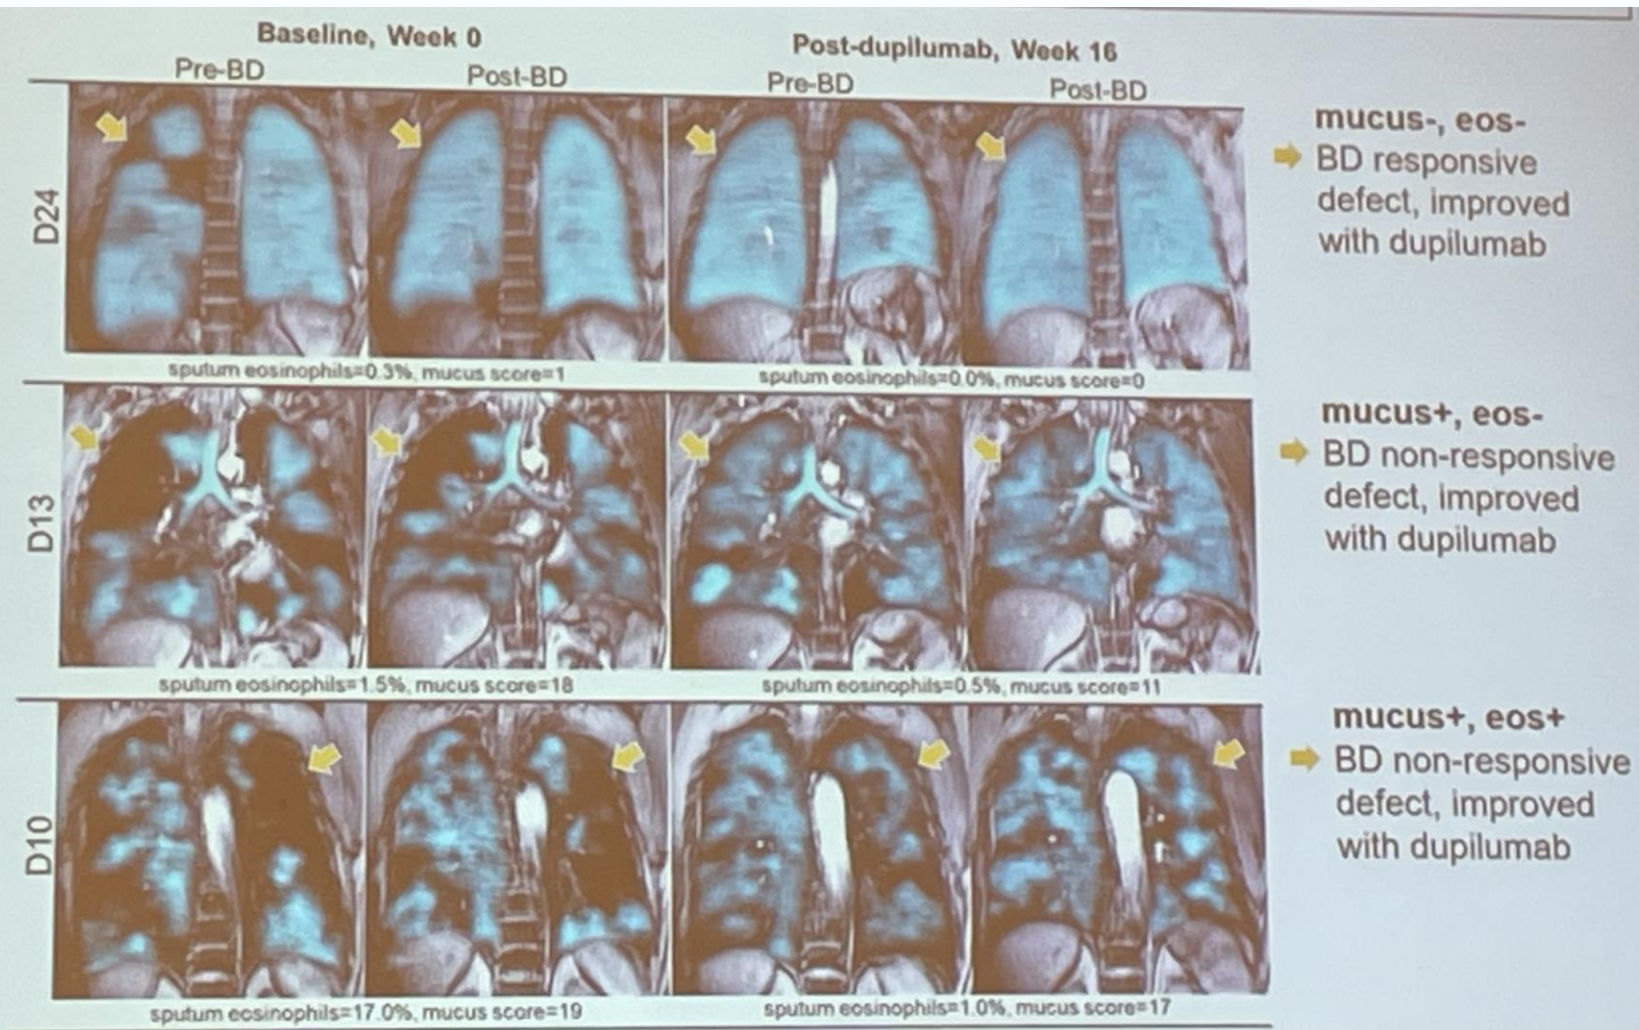 Baseline, Week 0
Post-dupilumab, Week 16
Pre-BD
Post-BD
Pre-BD
Post-BD
D24
sputum eosinophils=0.3%, mucus score=1
sputum eosinophils=0.0%, mucus score=0
mucus-, eos-
BD responsive
defect, improved
with dupilumab
D13
sputum eosinophils=1.5%, mucus score=18
sputum eosinophils=0.5%, mucus score=11
mucus+, eos-
BD non-responsive
defect, improved
with dupilumab
D10
sputum eosinophils=17.0%, mucus score=19
sputum eosinophils=1.0%, mucus score=17
mucus+, eos+
BD non-responsive
defect, improved
with dupilumab